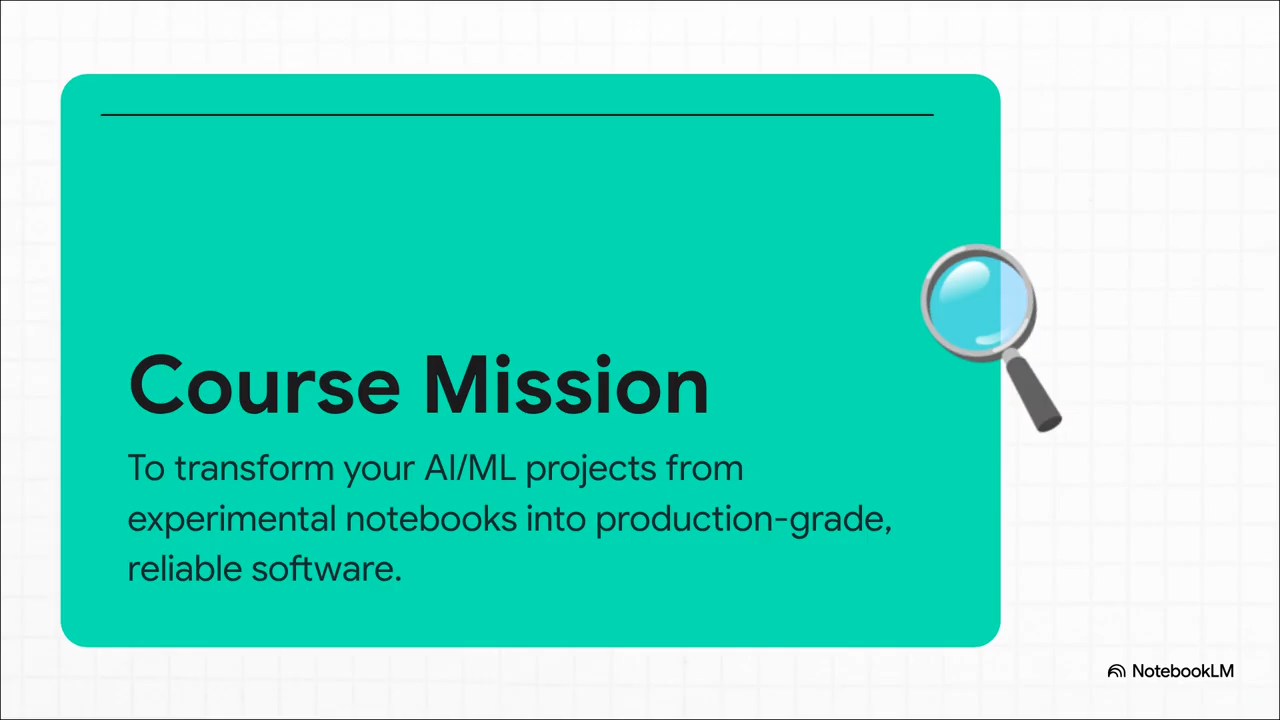 Course Mission
To transform your AI/ML projects from
experimental notebooks into production-grade,
reliable software.
NotebookLM